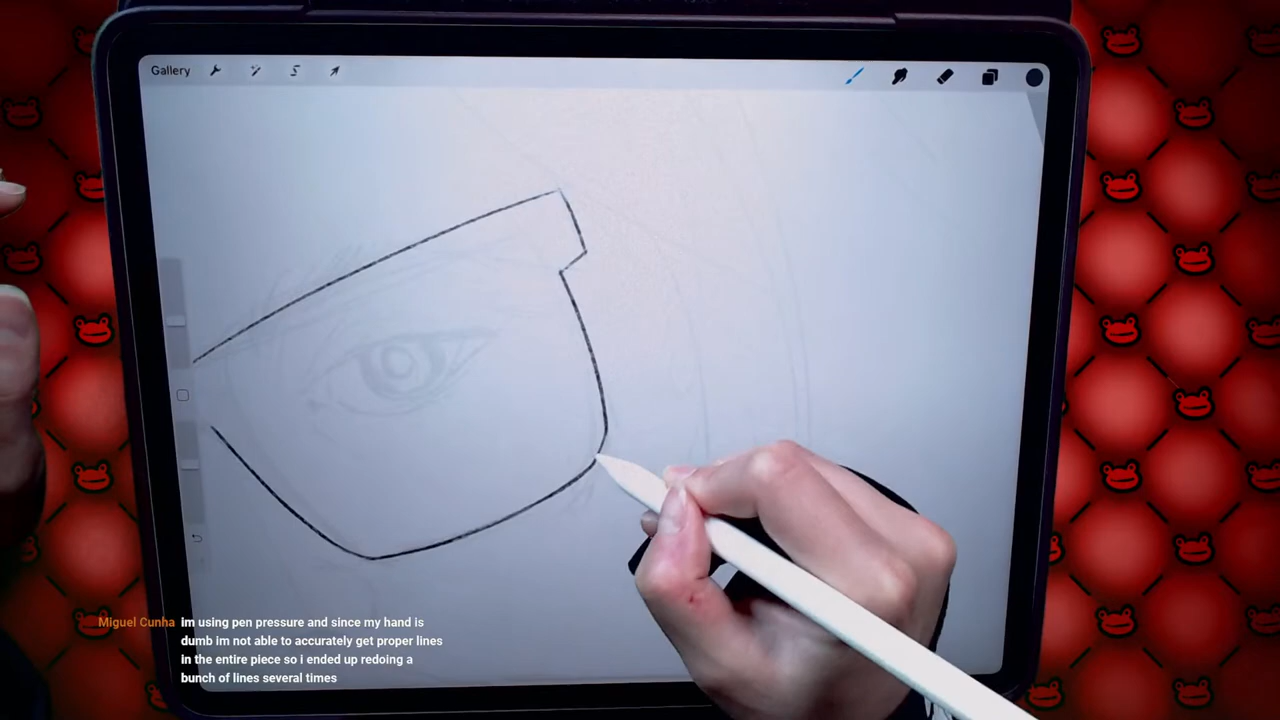 Gallery
Miguel Cunha im using pen pressure and since my hand is
dumb im not able to accurately get proper lines
in the entire piece so i ended up redoing a
bunch of lines several times